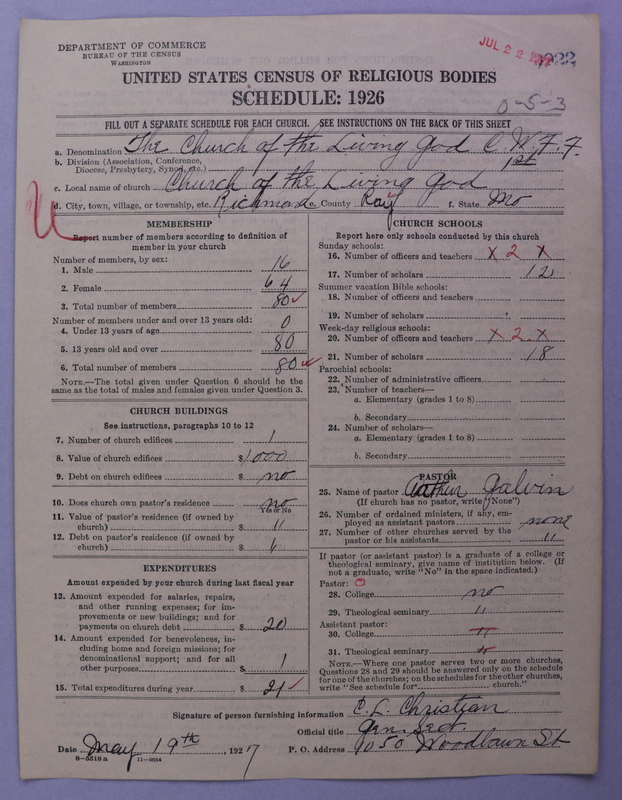 DEPARTMENT OF COMMERCE
BUREAU OF THE CENSUS
WASHINGTON
JUL 22
UNITED STATES CENSUS OF RELIGIOUS BODIES
SCHEDULE: 1926
0-5-3
FILL OUT A SEPARATE SCHEDULE FOR EACH CHURCH. SEE INSTRUCTIONS ON THE BACK OF THIS SHEET
a. Denomination The Church of the Living God C.W.F.F.
b. Division (Association, Conference, Diocese, Presbytery, Synod, etc.) 1st
c. Local name of church Church of the Living God
d. City, town, village, or township, etc. Richmond e. County Ray f. State Mo
MEMBERSHIP
Report number of members according to definition of member in your church
Number of members, by sex:
1. Male 16
2. Female 64
3. Total number of members 80 ✓
Number of members under and over 13 years old:
4. Under 13 years of age 0
5. 13 years old and over 80
6. Total number of members 80 ✓
NOTE.—The total given under Question 6 should be the same as the total of males and females given under Question 3.
CHURCH BUILDINGS
See instructions, paragraphs 10 to 12
7. Number of church edifices 1
8. Value of church edifices $1000
9. Debt on church edifices $ no
10. Does church own pastor's residence no
Yes or No
11. Value of pastor's residence (if owned by church) $ "
12. Debt on pastor's residence (if owned by church) $ "
EXPENDITURES
Amount expended by your church during last fiscal year
13. Amount expended for salaries, repairs, and other running expenses; for improvements or new buildings; and for payments on church debt $ 20
14. Amount expended for benevolences, including home and foreign missions; for denominational support; and for all other purposes $ 1
15. Total expenditures during year $ 21 ✓
CHURCH SCHOOLS
Report here only schools conducted by this church
Sunday schools:
16. Number of officers and teachers x 2 x
17. Number of scholars 12
Summer vacation Bible schools:
18. Number of officers and teachers
19. Number of scholars
Week-day religious schools:
20. Number of officers and teachers x 2 x
21. Number of scholars 18
Parochial schools:
22. Number of administrative officers
23. Number of teachers—
a. Elementary (grades 1 to 8)
b. Secondary
24. Number of scholars—
a. Elementary (grades 1 to 8)
b. Secondary
PASTOR
25. Name of pastor Galvin
(If church has no pastor, write "None")
26. Number of ordained ministers, if any, employed as assistant pastors none
27. Number of other churches served by the pastor or his assistants "
If pastor (or assistant pastor) is a graduate of a college or theological seminary, give name of institution below. (If not a graduate, write "No" in the space indicated.)
Pastor: 0
28. College no
29. Theological seminary "
Assistant pastor:
30. College "
31. Theological seminary "
NOTE.—Where one pastor serves two or more churches, Questions 28 and 29 should be answered only on the schedule for one of the churches; on the schedules for the other churches, write "See schedule for church."
Signature of person furnishing information C. L. Christian
Official title Gen. Sect.
Date May 19th, 1927 P. O. Address 1050 Woodlawn St
8-5518a 11-9034